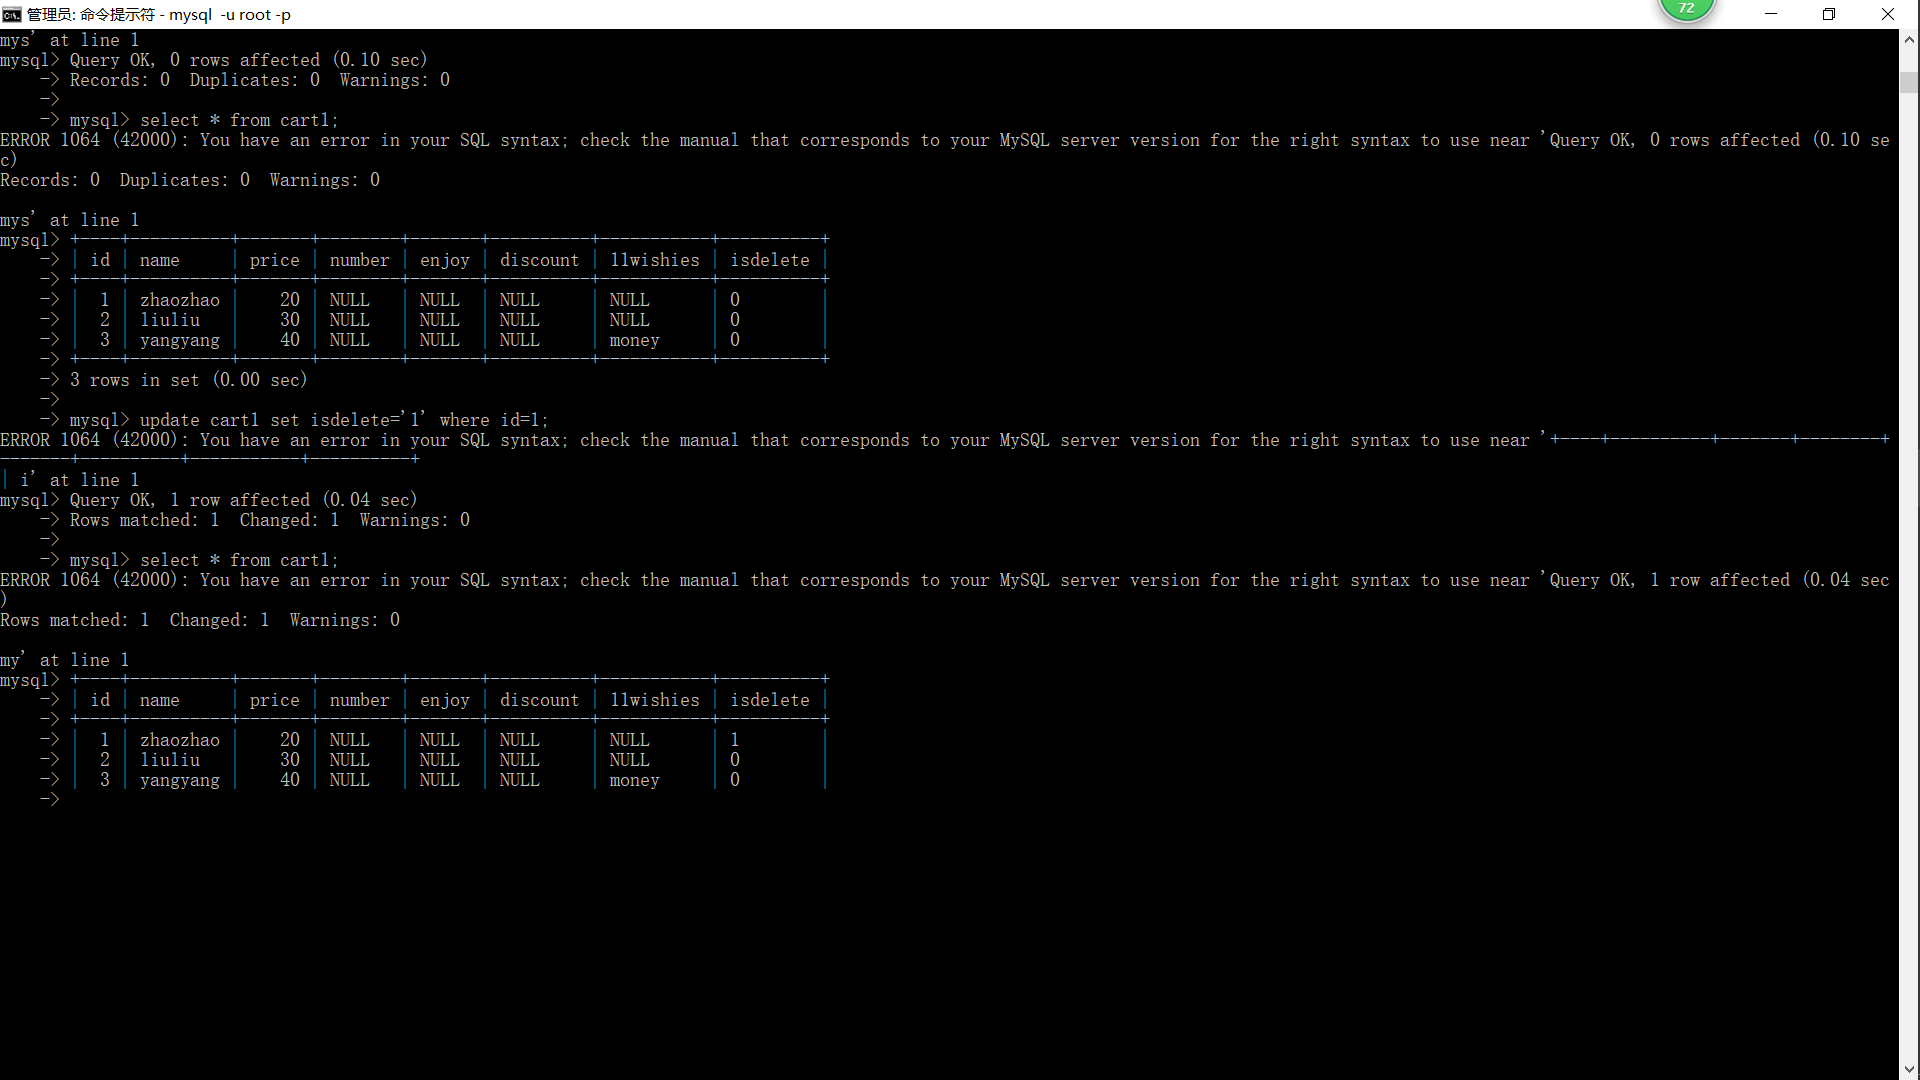 管理员: 命令提示符 - mysql  -u root -p
72
mys' at line 1
mysql> Query OK, 0 rows affected (0.10 sec)
    -> Records: 0  Duplicates: 0  Warnings: 0
    ->
    -> mysql> select * from cart1;
ERROR 1064 (42000): You have an error in your SQL syntax; check the manual that corresponds to your MySQL server version for the right syntax to use near 'Query OK, 0 rows affected (0.10 se
c)
Records: 0  Duplicates: 0  Warnings: 0
mys' at line 1
mysql> +----+----------+-------+--------+-------+----------+-----------+----------+
    -> | id | name     | price | number | enjoy | discount | llwishies | isdelete |
    -> +----+----------+-------+--------+-------+----------+-----------+----------+
    -> |  1 | zhaozhao |    20 | NULL   | NULL  | NULL     | NULL      | 0        |
    -> |  2 | liuliu   |    30 | NULL   | NULL  | NULL     | NULL      | 0        |
    -> |  3 | yangyang |    40 | NULL   | NULL  | NULL     | money     | 0        |
    -> +----+----------+-------+--------+-------+----------+-----------+----------+
    -> 3 rows in set (0.00 sec)
    ->
    -> mysql> update cart1 set isdelete='1' where id=1;
ERROR 1064 (42000): You have an error in your SQL syntax; check the manual that corresponds to your MySQL server version for the right syntax to use near '+----+----------+-------+--------+
-------+----------+-----------+----------+
| i' at line 1
mysql> Query OK, 1 row affected (0.04 sec)
    -> Rows matched: 1  Changed: 1  Warnings: 0
    ->
    -> mysql> select * from cart1;
ERROR 1064 (42000): You have an error in your SQL syntax; check the manual that corresponds to your MySQL server version for the right syntax to use near 'Query OK, 1 row affected (0.04 sec
)
Rows matched: 1  Changed: 1  Warnings: 0
my' at line 1
mysql> +----+----------+-------+--------+-------+----------+-----------+----------+
    -> | id | name     | price | number | enjoy | discount | llwishies | isdelete |
    -> +----+----------+-------+--------+-------+----------+-----------+----------+
    -> |  1 | zhaozhao |    20 | NULL   | NULL  | NULL     | NULL      | 1        |
    -> |  2 | liuliu   |    30 | NULL   | NULL  | NULL     | NULL      | 0        |
    -> |  3 | yangyang |    40 | NULL   | NULL  | NULL     | money     | 0        |
    ->